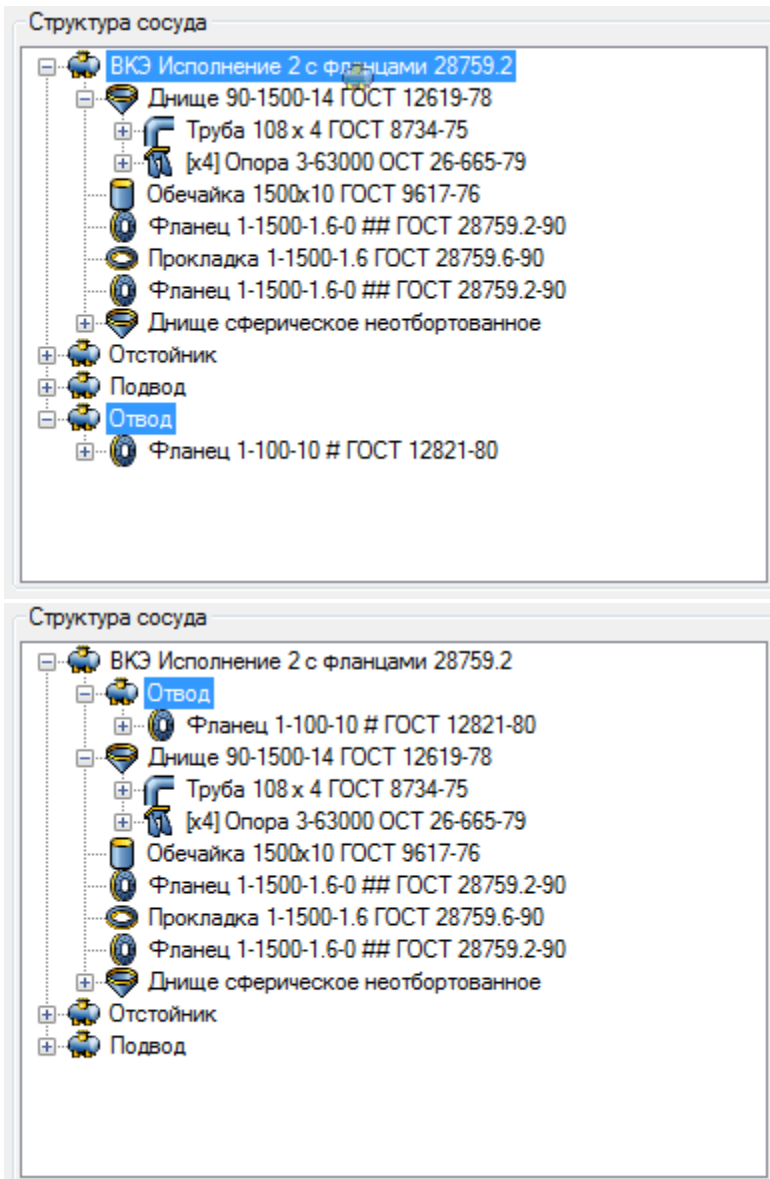 Структура сосуда
ВКЭ Исполнение 2 с фланцами 28759.2
Днище 90-1500-14 ГОСТ 12619-78
Труба 108 x 4 ГОСТ 8734-75
[x4] Опора 3-63000 ОСТ 26-665-79
Обечайка 1500x10 ГОСТ 9617-76
Фланец 1-1500-1.6-0 ## ГОСТ 28759.2-90
Прокладка 1-1500-1.6 ГОСТ 28759.6-90
Фланец 1-1500-1.6-0 ## ГОСТ 28759.2-90
Днище сферическое неотбортованное
Отстойник
Подвод
Отвод
Фланец 1-100-10 # ГОСТ 12821-80
Структура сосуда
ВКЭ Исполнение 2 с фланцами 28759.2
Отвод
Фланец 1-100-10 # ГОСТ 12821-80
Днище 90-1500-14 ГОСТ 12619-78
Труба 108 x 4 ГОСТ 8734-75
[x4] Опора 3-63000 ОСТ 26-665-79
Обечайка 1500x10 ГОСТ 9617-76
Фланец 1-1500-1.6-0 ## ГОСТ 28759.2-90
Прокладка 1-1500-1.6 ГОСТ 28759.6-90
Фланец 1-1500-1.6-0 ## ГОСТ 28759.2-90
Днище сферическое неотбортованное
Отстойник
Подвод